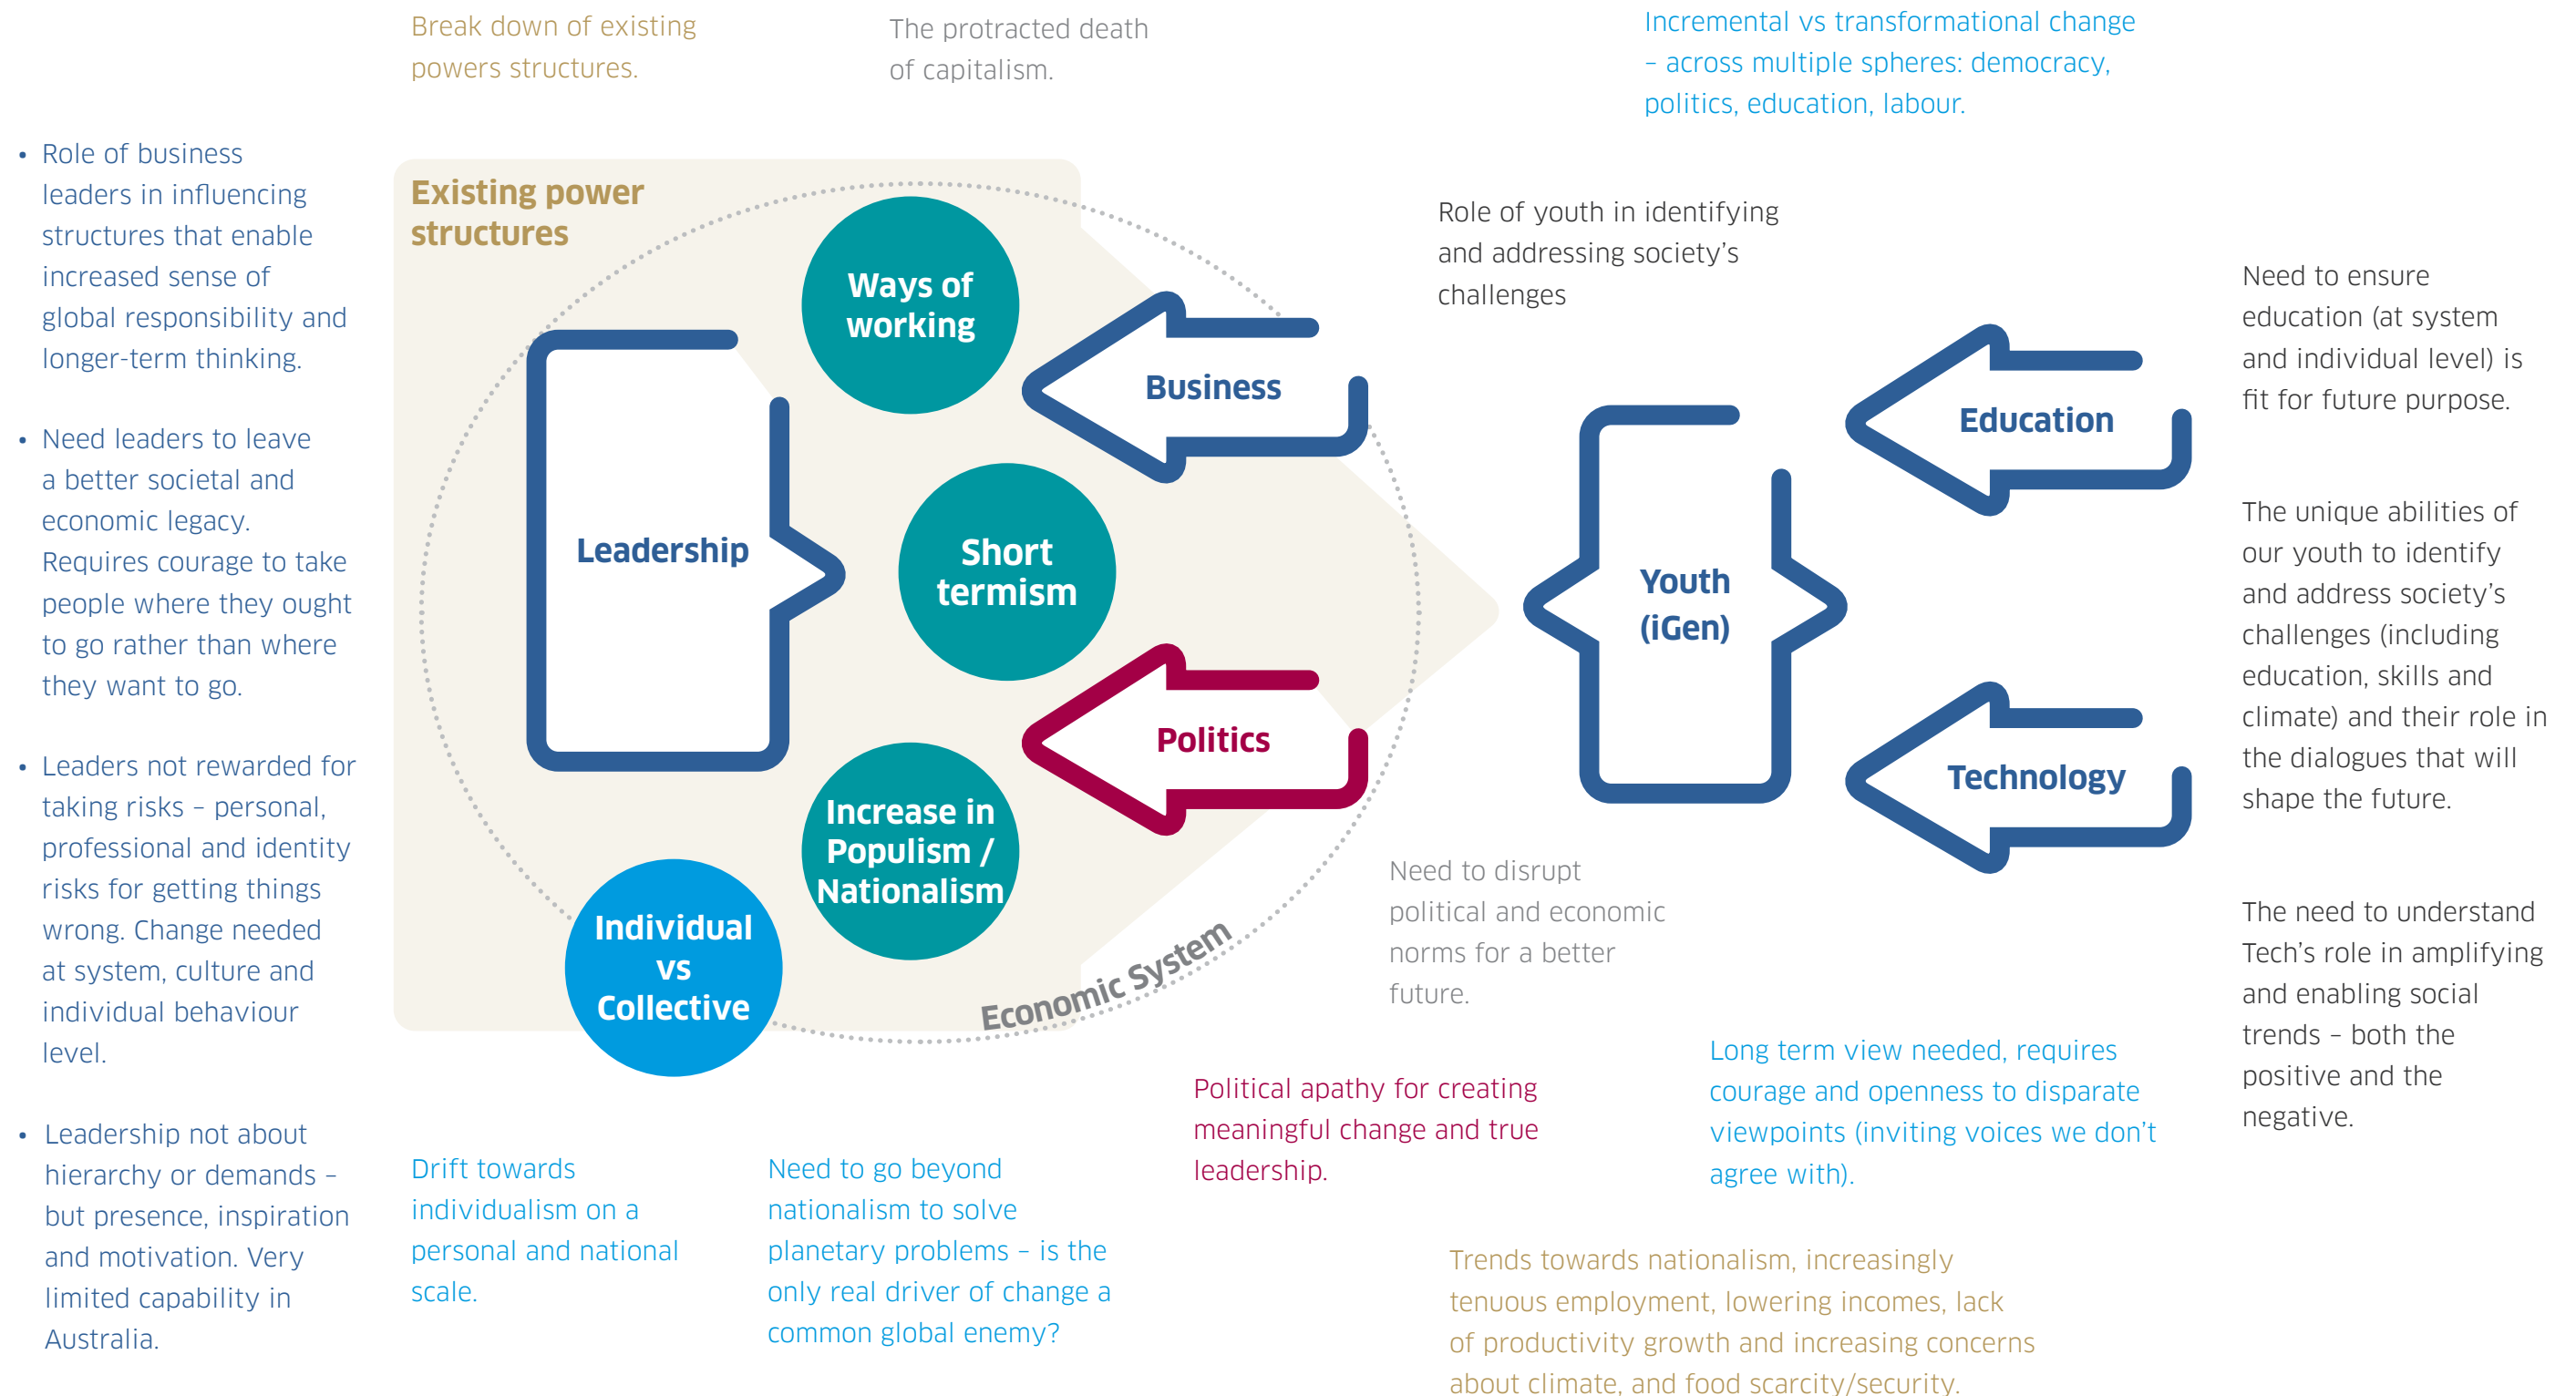 Break down of existing
powers structures.
The protracted death
of capitalism.
Incremental vs transformational change
– across multiple spheres: democracy,
politics, education, labour.
• Role of business
leaders in influencing
structures that enable
increased sense of
global responsibility and
longer-term thinking.
• Need leaders to leave
a better societal and
economic legacy.
Requires courage to take
people where they ought
to go rather than where
they want to go.
• Leaders not rewarded for
taking risks – personal,
professional and identity
risks for getting things
wrong. Change needed
at system, culture and
individual behaviour
level.
• Leadership not about
hierarchy or demands –
but presence, inspiration
and motivation. Very
limited capability in
Australia.
Existing power
structures
Ways of
working
Business
Leadership
Short
termism
Politics
Increase in
Populism /
Nationalism
Individual
vs
Collective
Economic System
Role of youth in identifying
and addressing society’s
challenges
Youth
(iGen)
Education
Technology
Need to ensure
education (at system
and individual level) is
fit for future purpose.
The unique abilities of
our youth to identify
and address society’s
challenges (including
education, skills and
climate) and their role in
the dialogues that will
shape the future.
The need to understand
Tech’s role in amplifying
and enabling social
trends – both the
positive and the
negative.
Need to disrupt
political and economic
norms for a better
future.
Political apathy for creating
meaningful change and true
leadership.
Long term view needed, requires
courage and openness to disparate
viewpoints (inviting voices we don’t
agree with).
Drift towards
individualism on a
personal and national
scale.
Need to go beyond
nationalism to solve
planetary problems – is the
only real driver of change a
common global enemy?
Trends towards nationalism, increasingly
tenuous employment, lowering incomes, lack
of productivity growth and increasing concerns
about climate, and food scarcity/security.